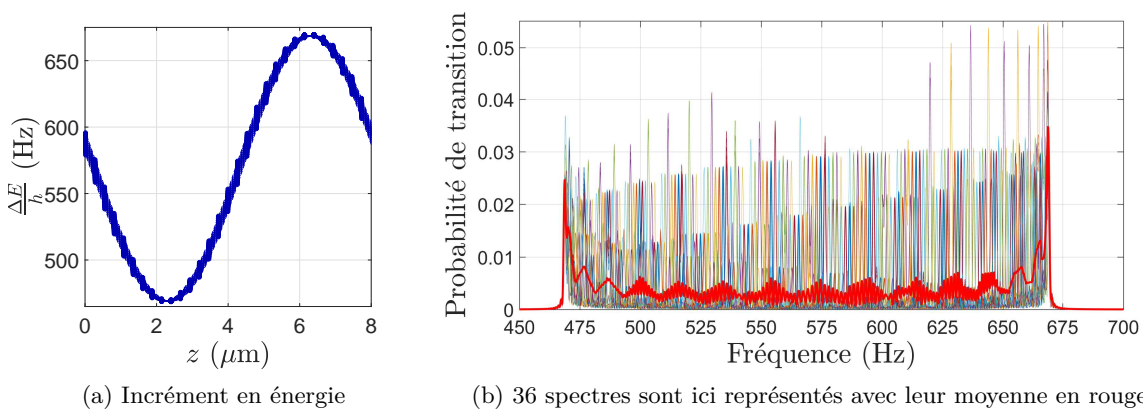 650
600
550
500
ΔE/h (Hz)
0 2 4 6 8
z (μm)
(a) Incrément en énergie
0.05
0.04
0.03
0.02
0.01
0
Probabilité de transition
450 475 500 525 550 575 600 625 650 675 700
Fréquence (Hz)
(b) 36 spectres sont ici représentés avec leur moyenne en rouge